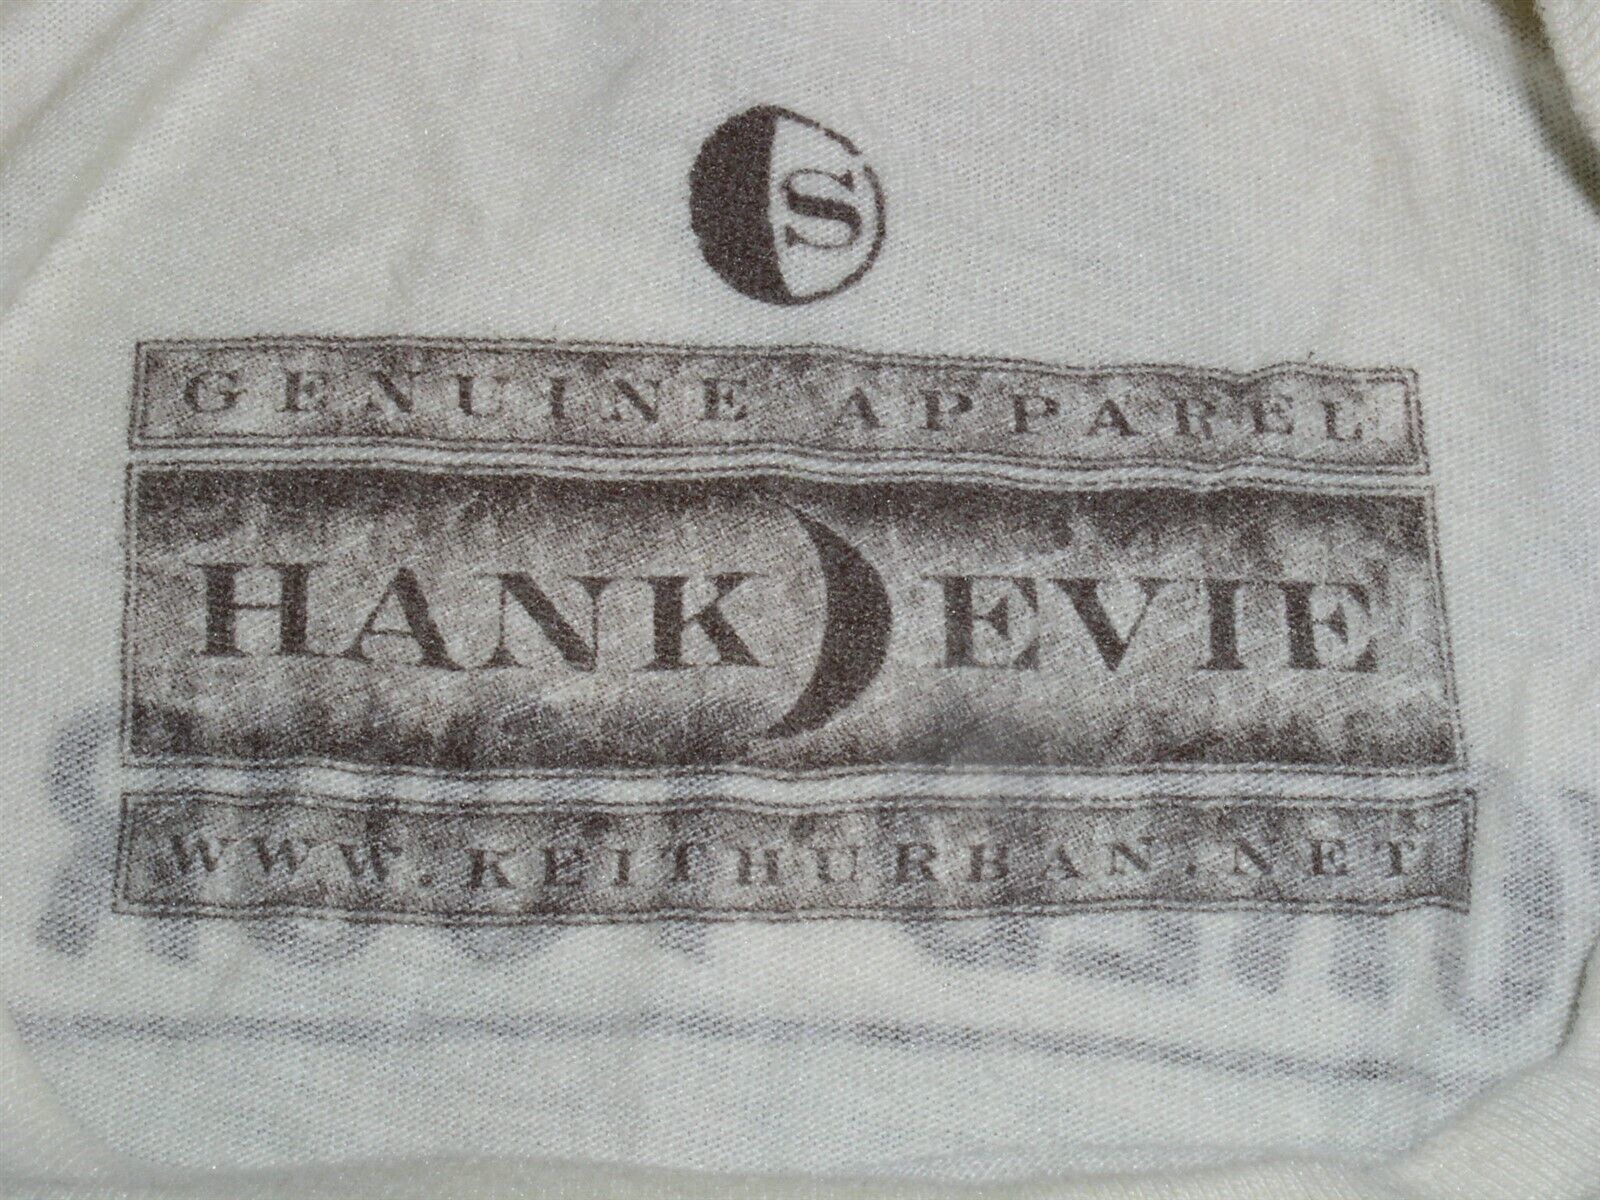 S
GENUINE APPAREL
HANK EVIE
WWW.KEITHURBAN.NET